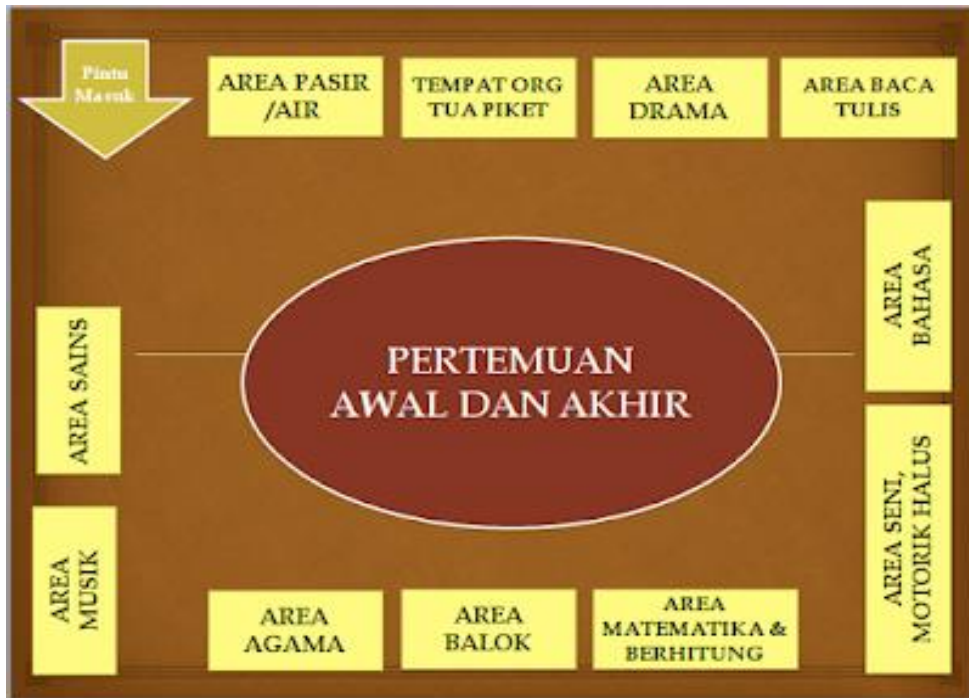 Pintu
Masuk
AREA PASIR
/AIR
TEMPAT ORG
TUA PIKET
AREA
DRAMA
AREA BACA
TULIS
AREA
BAHASA
AREA SAINS
PERTEMUAN
AWAL DAN AKHIR
AREA SENI,
MOTORIK HALUS
AREA
MUSIK
AREA
AGAMA
AREA
BALOK
AREA
MATEMATIKA &
BERHITUNG